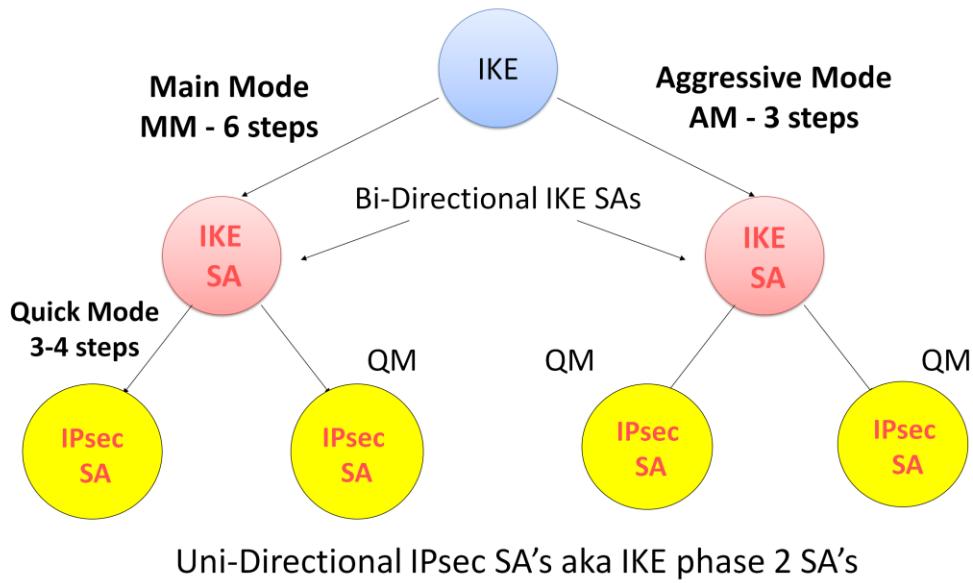 IKE
Main Mode
MM - 6 steps
Aggressive Mode
AM - 3 steps
Bi-Directional IKE SAs
IKE
SA
IKE
SA
Quick Mode
3-4 steps
QM
QM
QM
IPsec
SA
IPsec
SA
IPsec
SA
IPsec
SA
Uni-Directional IPsec SA's aka IKE phase 2 SA's